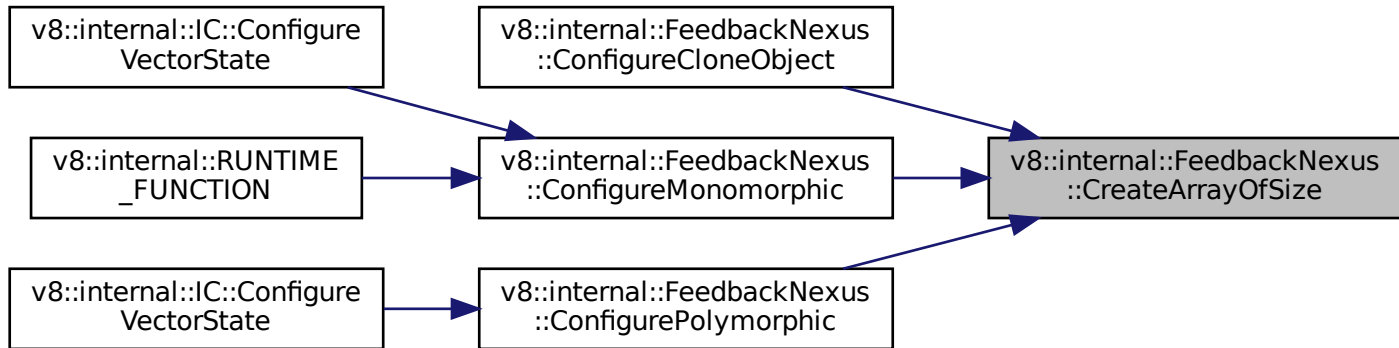 v8::internal::IC::Configure
VectorState
v8::internal::FeedbackNexus
::ConfigureCloneObject
v8::internal::RUNTIME
_FUNCTION
v8::internal::FeedbackNexus
::ConfigureMonomorphic
v8::internal::FeedbackNexus
::CreateArrayOfSize
v8::internal::IC::Configure
VectorState
v8::internal::FeedbackNexus
::ConfigurePolymorphic